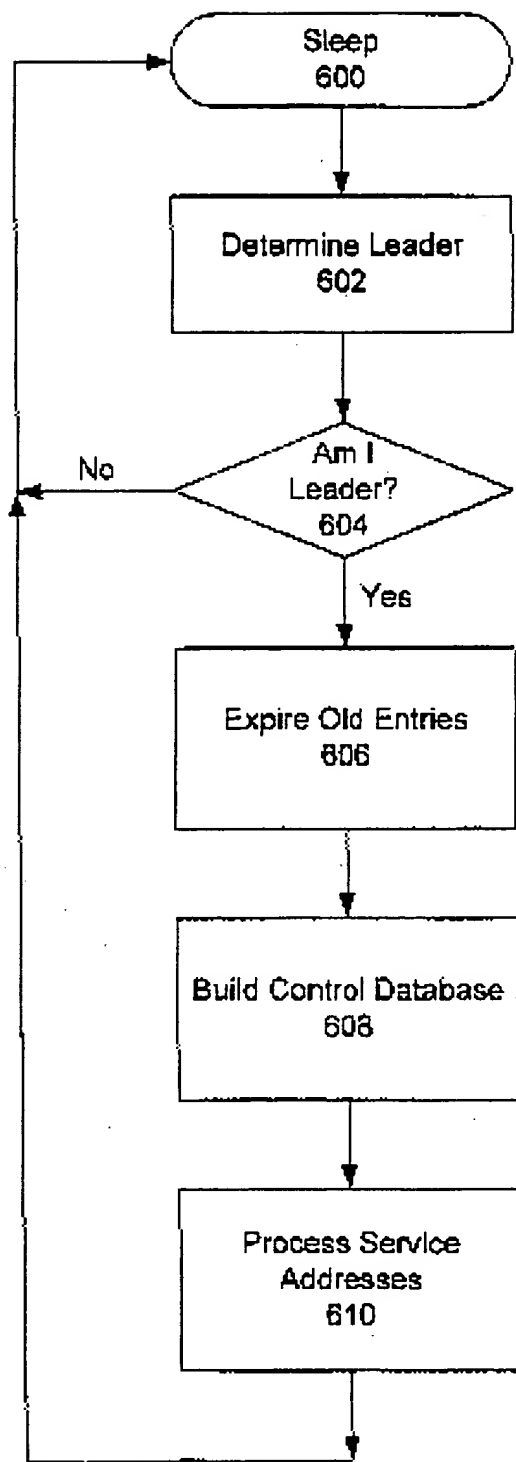 Sleep
600
Determine Leader
602
Am I
Leader?
604
No
Yes
Expire Old Entries
606
Build Control Database
608
Process Service
Addresses
610